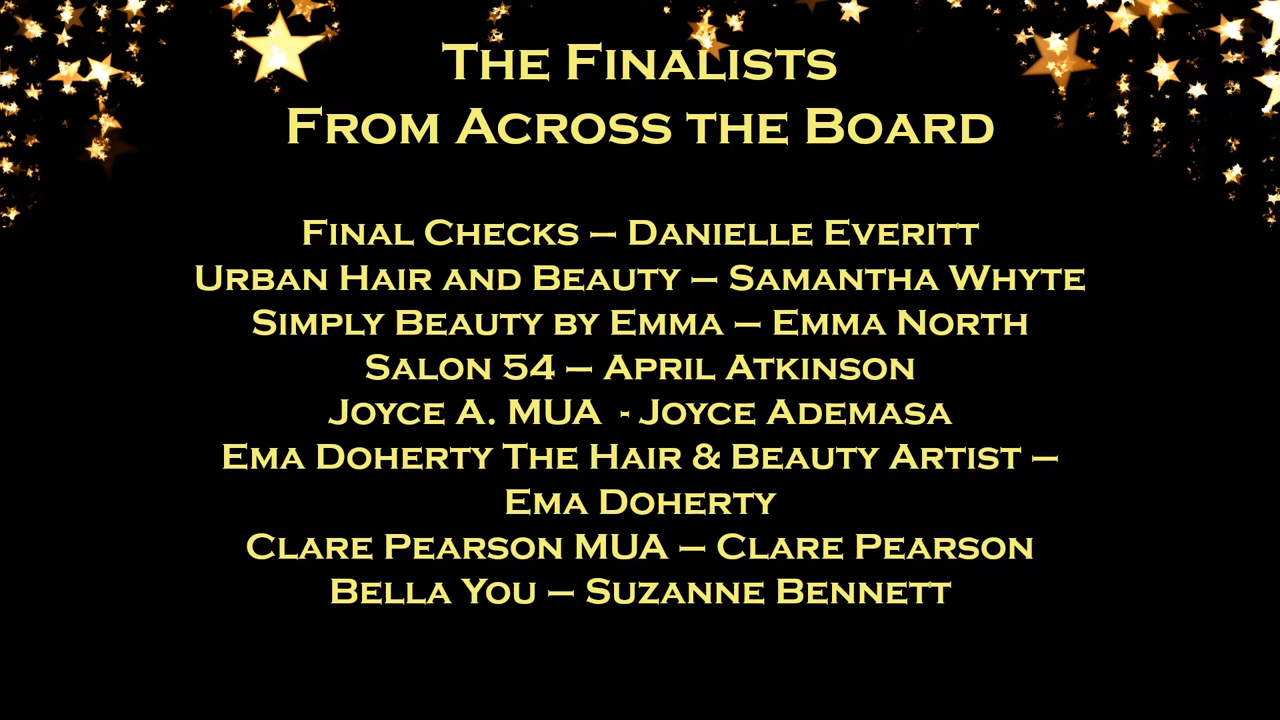 The Finalists
From Across the Board
Final Checks – Danielle Everitt
Urban Hair and Beauty – Samantha Whyte
Simply Beauty by Emma – Emma North
Salon 54 – April Atkinson
Joyce A. MUA - Joyce Ademasa
Ema Doherty The Hair & Beauty Artist –
Ema Doherty
Clare Pearson MUA – Clare Pearson
Bella You – Suzanne Bennett